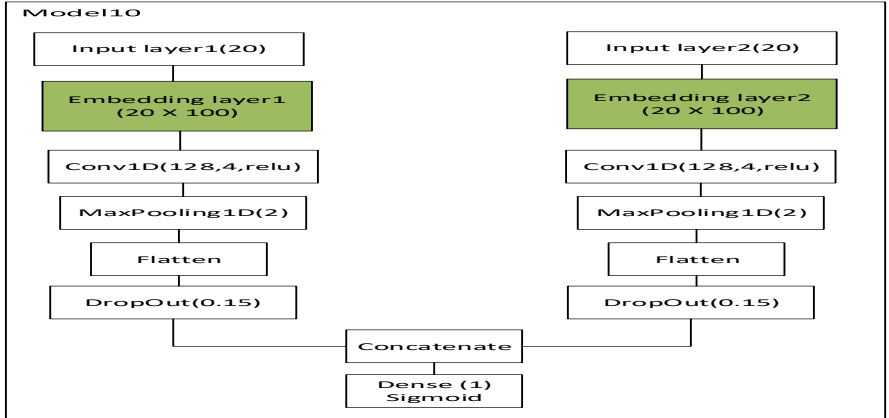 Model10
Input layer1(20)
Input layer2(20)
Embedding layer1
(20 X 100)
Embedding layer2
(20 X 100)
Conv1D(128,4,relu)
Conv1D(128,4,relu)
MaxPooling1D(2)
MaxPooling1D(2)
Flatten
Flatten
DropOut(0.15)
DropOut(0.15)
Concatenate
Dense (1)
Sigmoid